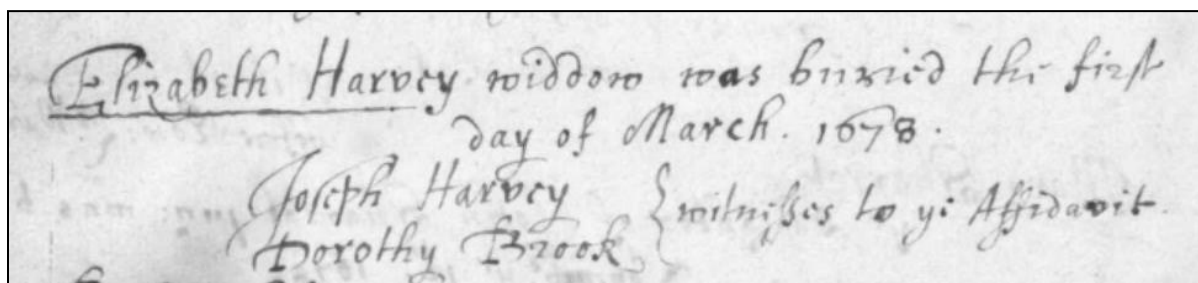 Elizabeth Harvey widdow was buried the first
day of March. 1678.
Joseph Harvey
Dorothy Brook } witnesses to ye Affidavit.